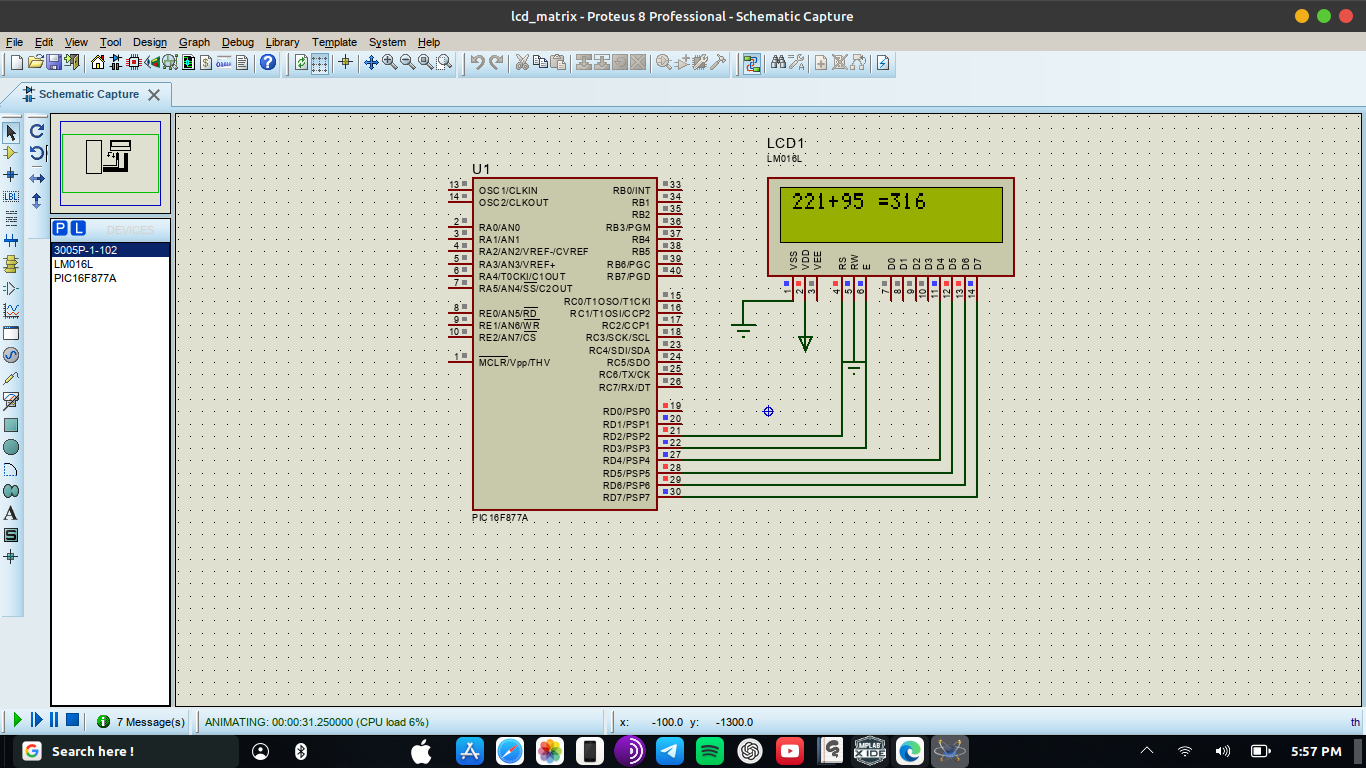 lcd_matrix - Proteus 8 Professional - Schematic Capture
File Edit View Tool Design Graph Debug Library Template System Help
Schematic Capture
LBL
A
S
P L DEVICES
3005P-1-102
LM016L
PIC16F877A
U1
13 OSC1/CLKIN
14 OSC2/CLKOUT
2 RA0/AN0
3 RA1/AN1
4 RA2/AN2/VREF-/CVREF
5 RA3/AN3/VREF+
6 RA4/T0CKI/C1OUT
7 RA5/AN4/SS/C2OUT
8 RE0/AN5/RD
9 RE1/AN6/WR
10 RE2/AN7/CS
1 MCLR/Vpp/THV
RB0/INT 33
RB1 34
RB2 35
RB3/PGM 36
RB4 37
RB5 38
RB6/PGC 39
RB7/PGD 40
RC0/T1OSO/T1CKI 15
RC1/T1OSI/CCP2 16
RC2/CCP1 17
RC3/SCK/SCL 18
RC4/SDI/SDA 23
RC5/SDO 24
RC6/TX/CK 25
RC7/RX/DT 26
RD0/PSP0 19
RD1/PSP1 20
RD2/PSP2 21
RD3/PSP3 22
RD4/PSP4 27
RD5/PSP5 28
RD6/PSP6 29
RD7/PSP7 30
PIC16F877A
LCD1
LM016L
221+95 =316
VSS VDD VEE RS RW E D0 D1 D2 D3 D4 D5 D6 D7
1 2 3 4 5 6 7 8 9 10 11 12 13 14
7 Message(s) ANIMATING: 00:00:31.250000 (CPU load 6%) x: -100.0 y: -1300.0 th
G Search here ! MPLAB X IDE 5:57 PM